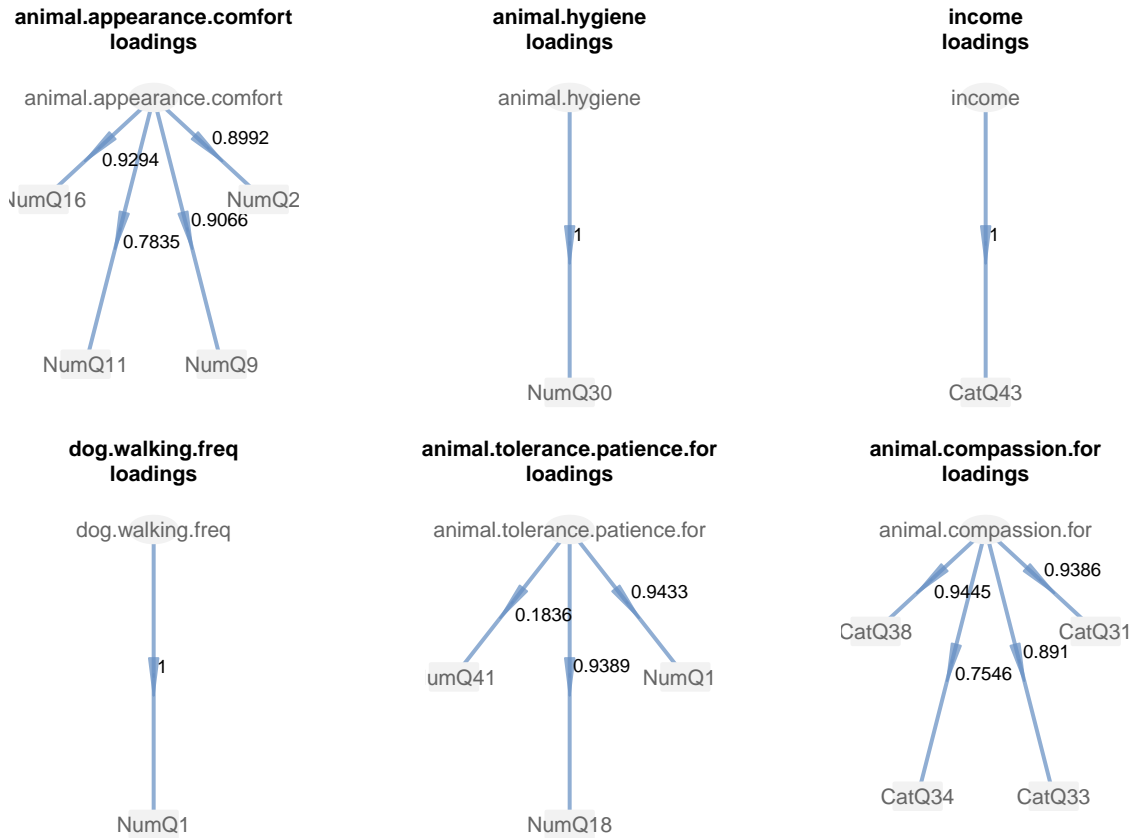 animal.appearance.comfort
loadings
animal.appearance.comfort
0.8992
0.9294
NumQ16
NumQ2
0.9066
0.7835
NumQ11
NumQ9
animal.hygiene
loadings
animal.hygiene
1
NumQ30
income
loadings
income
1
CatQ43
dog.walking.freq
loadings
dog.walking.freq
1
NumQ1
animal.tolerance.patience.for
loadings
animal.tolerance.patience.for
0.9433
0.1836
umQ41
0.9389
NumQ1
NumQ18
animal.compassion.for
loadings
animal.compassion.for
0.9386
0.9445
CatQ38
CatQ31
0.891
0.7546
CatQ34
CatQ33